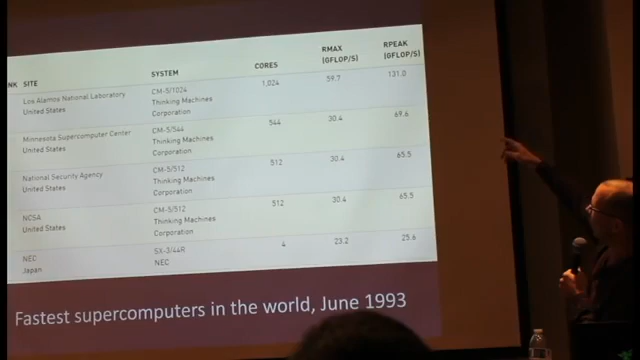 NK SITE SYSTEM CORES RMAX (GFLOP/S) RPEAK (GFLOP/S)
Los Alamos National Laboratory
United States
CM-5/1024
Thinking Machines
Corporation
1,024 59.7 131.0
Minnesota Supercomputer Center
United States
CM-5/544
Thinking Machines
Corporation
544 30.4 69.6
National Security Agency
United States
CM-5/512
Thinking Machines
Corporation
512 30.4 65.5
NCSA
United States
CM-5/512
Thinking Machines
Corporation
512 30.4 65.5
NEC
Japan
SX-3/44R
NEC
4 23.2 25.6
Fastest supercomputers in the world, June 1993